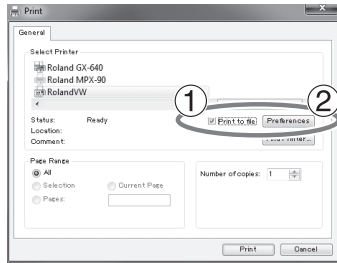 Print
General
Select Printer
Roland GX-640
Roland MPX-90
RolandVW
1 2
Status: Ready
Print to file Preferences
Location:
Comment:
Page Range
All
Selection Current Page
Pages:
Number of copies: 1
Print Cancel